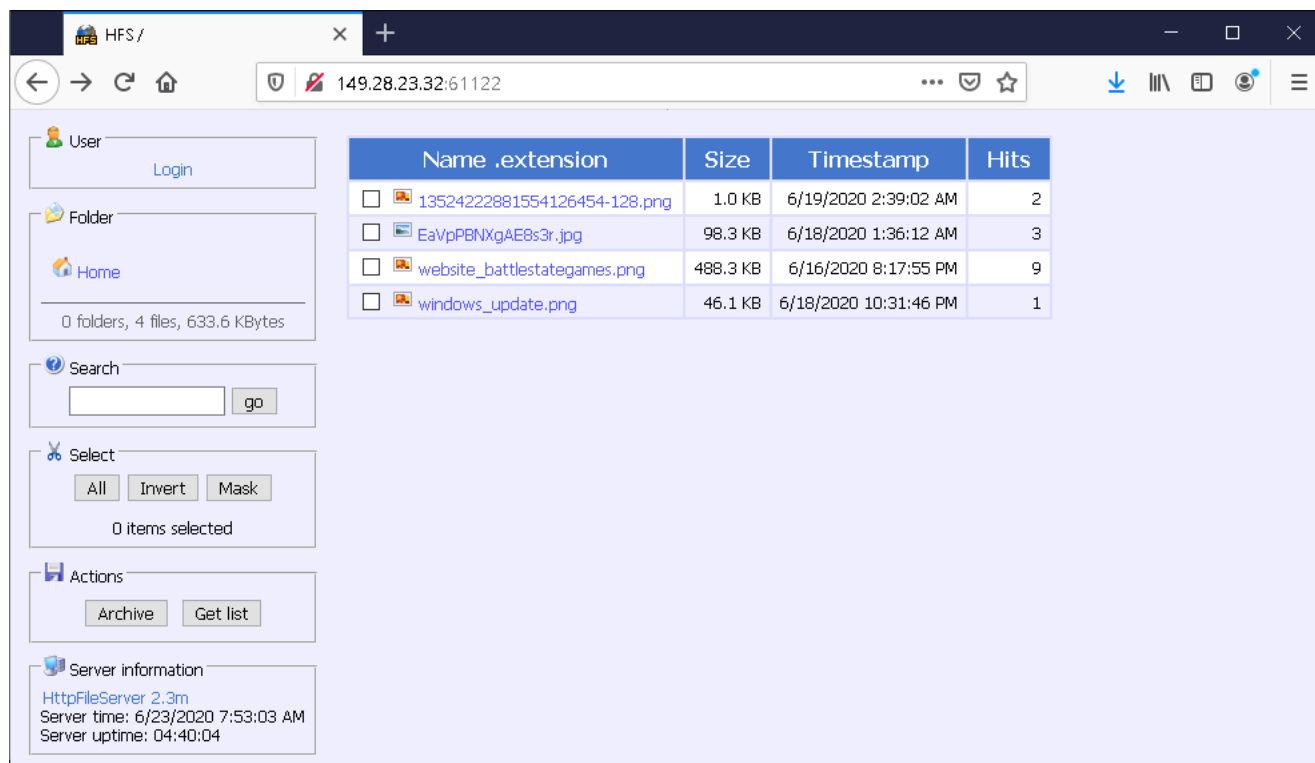 HFS /
149.28.23.32:61122
User
Login
Folder
Home
0 folders, 4 files, 633.6 KBytes
Search
go
Select
All Invert Mask
0 items selected
Actions
Archive Get list
Server information
HttpFileServer 2.3m
Server time: 6/23/2020 7:53:03 AM
Server uptime: 04:40:04
Name .extension Size Timestamp Hits
13524222881554126454-128.png 1.0 KB 6/19/2020 2:39:02 AM 2
EaVpPBNXgAE8s3r.jpg 98.3 KB 6/18/2020 1:36:12 AM 3
website_battlestategames.png 488.3 KB 6/16/2020 8:17:55 PM 9
windows_update.png 46.1 KB 6/18/2020 10:31:46 PM 1